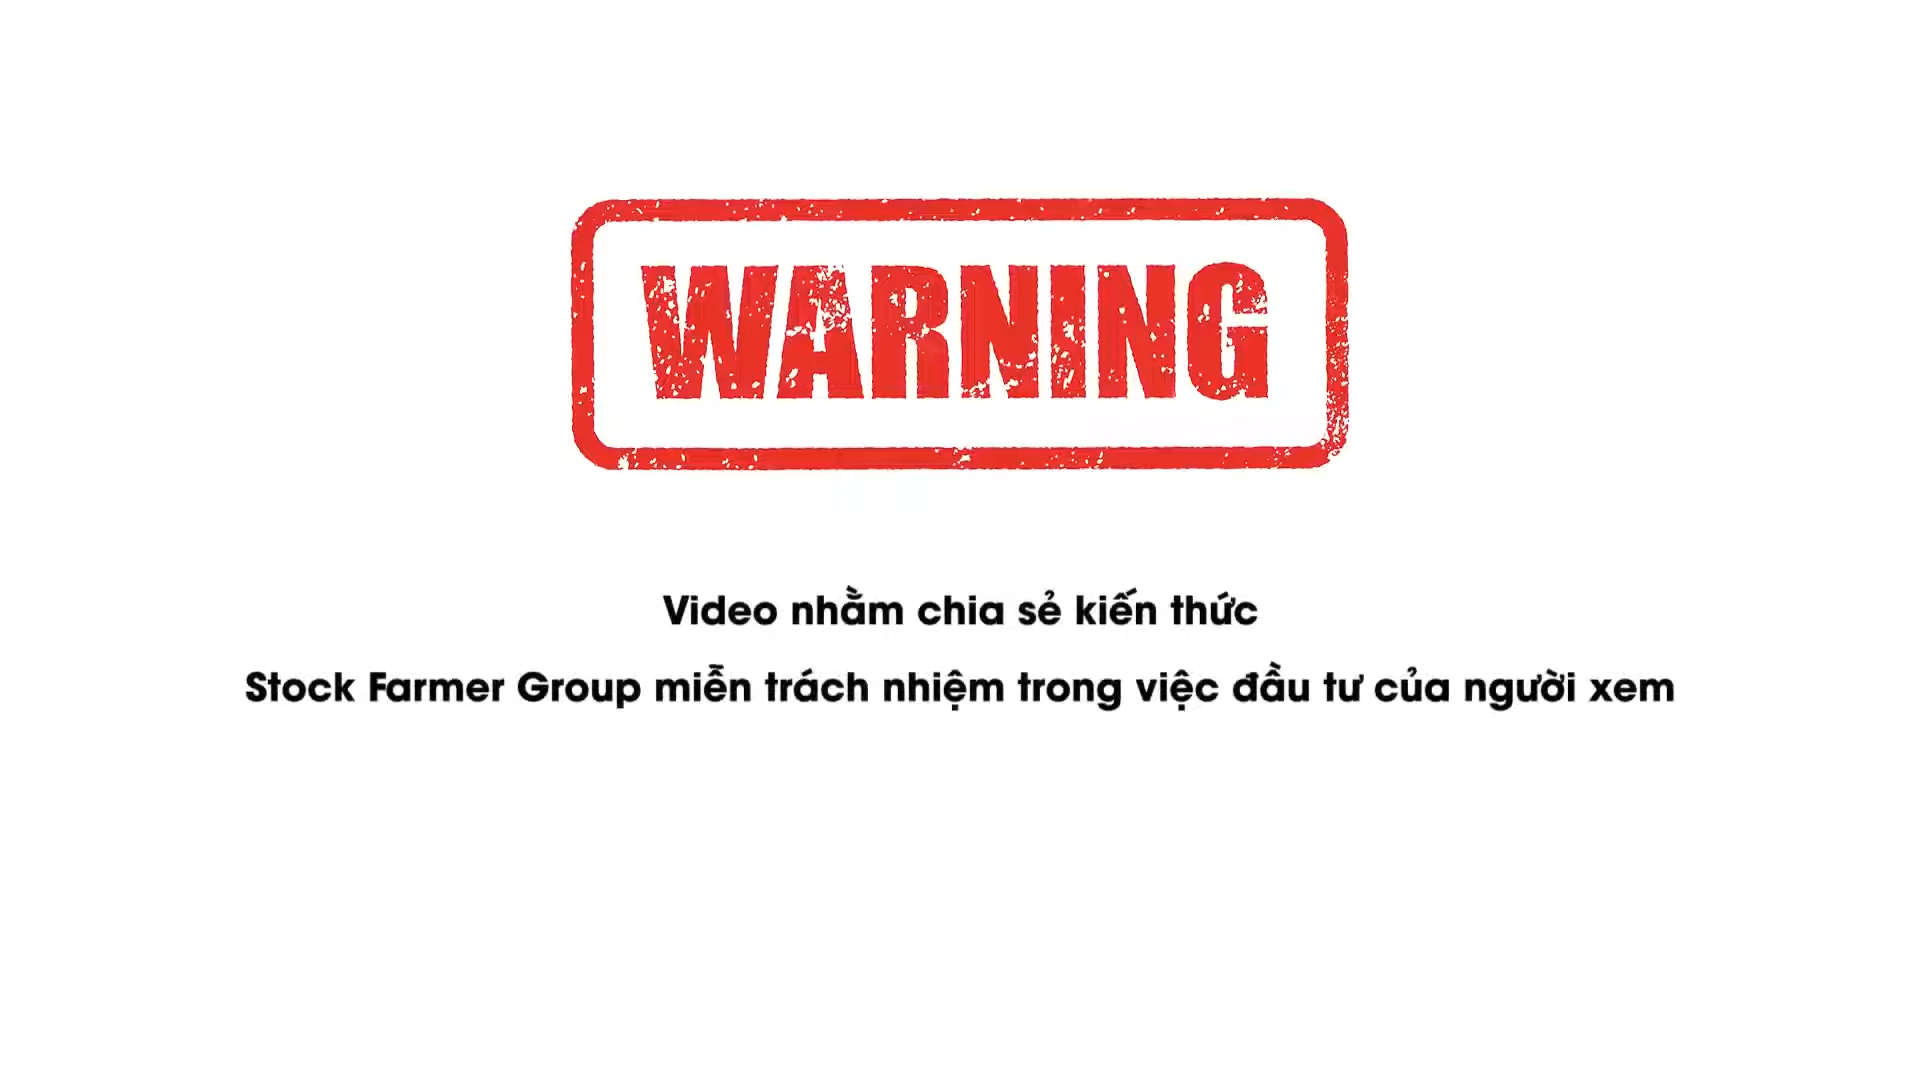 WARNING
Video nhằm chia sẻ kiến thức
Stock Farmer Group miễn trách nhiệm trong việc đầu tư của người xem